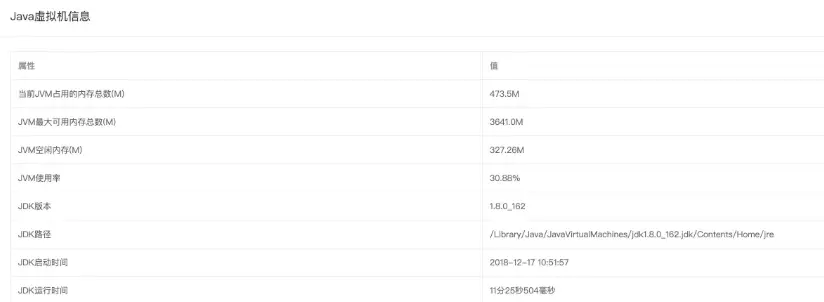 Java虚拟机信息
属性 值
当前JVM占用的内存总数(M) 473.5M
JVM最大可用内存总数(M) 3641.0M
JVM空闲内存(M) 327.26M
JVM使用率 30.88%
JDK版本 1.8.0_162
JDK路径 /Library/Java/JavaVirtualMachines/jdk1.8.0_162.jdk/Contents/Home/jre
JDK启动时间 2018-12-17 10:51:57
JDK运行时间 11分25秒504毫秒